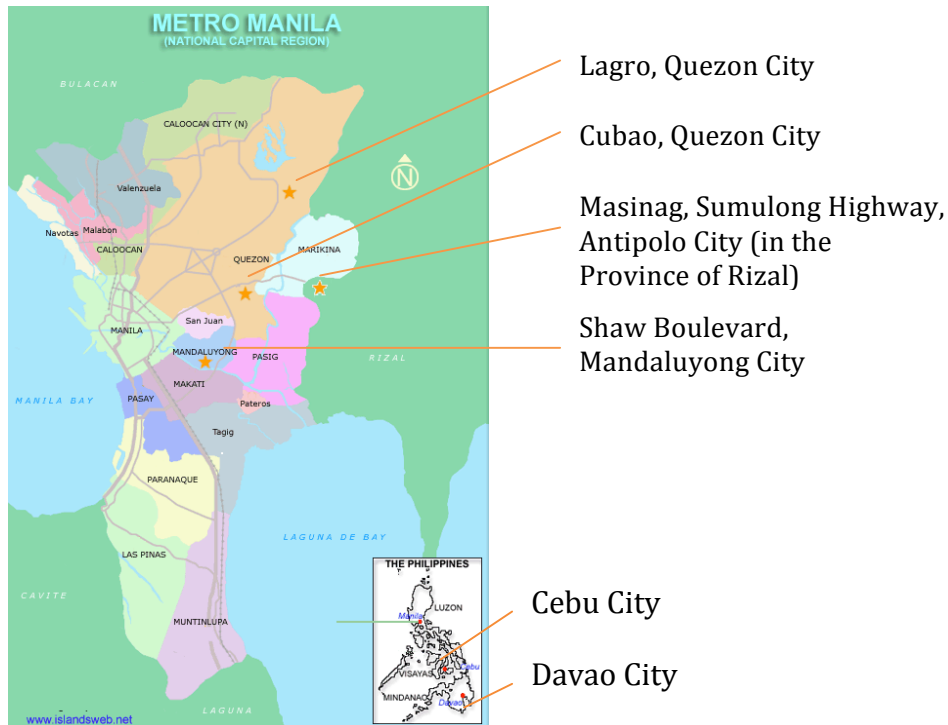 METRO MANILA
(NATIONAL CAPITAL REGION)
Lagro, Quezon City
BULACAN
CALOOCAN CITY (N)
Cubao, Quezon City
N
Valenzuela
Masinag, Sumulong Highway,
Antipolo City (in the
Province of Rizal)
Malabon
Navotas
MARIKINA
CALOOCAN
QUEZON
San Juan
MANILA
Shaw Boulevard,
Mandaluyong City
MANDALUYONG
PASIG
RIZAL
MAKATI
MANILA BAY
PASAY
Pateros
Tagig
PARANAQUE
LAGUNA DE BAY
LAS PINAS
THE PHILIPPINES
CAVITE
LUZON
Manila
Cebu City
MUNTINLUPA
Cebu
VISAYAS
Davao City
MINDANAO
Davao
LAGUNA
www.islandsweb.net